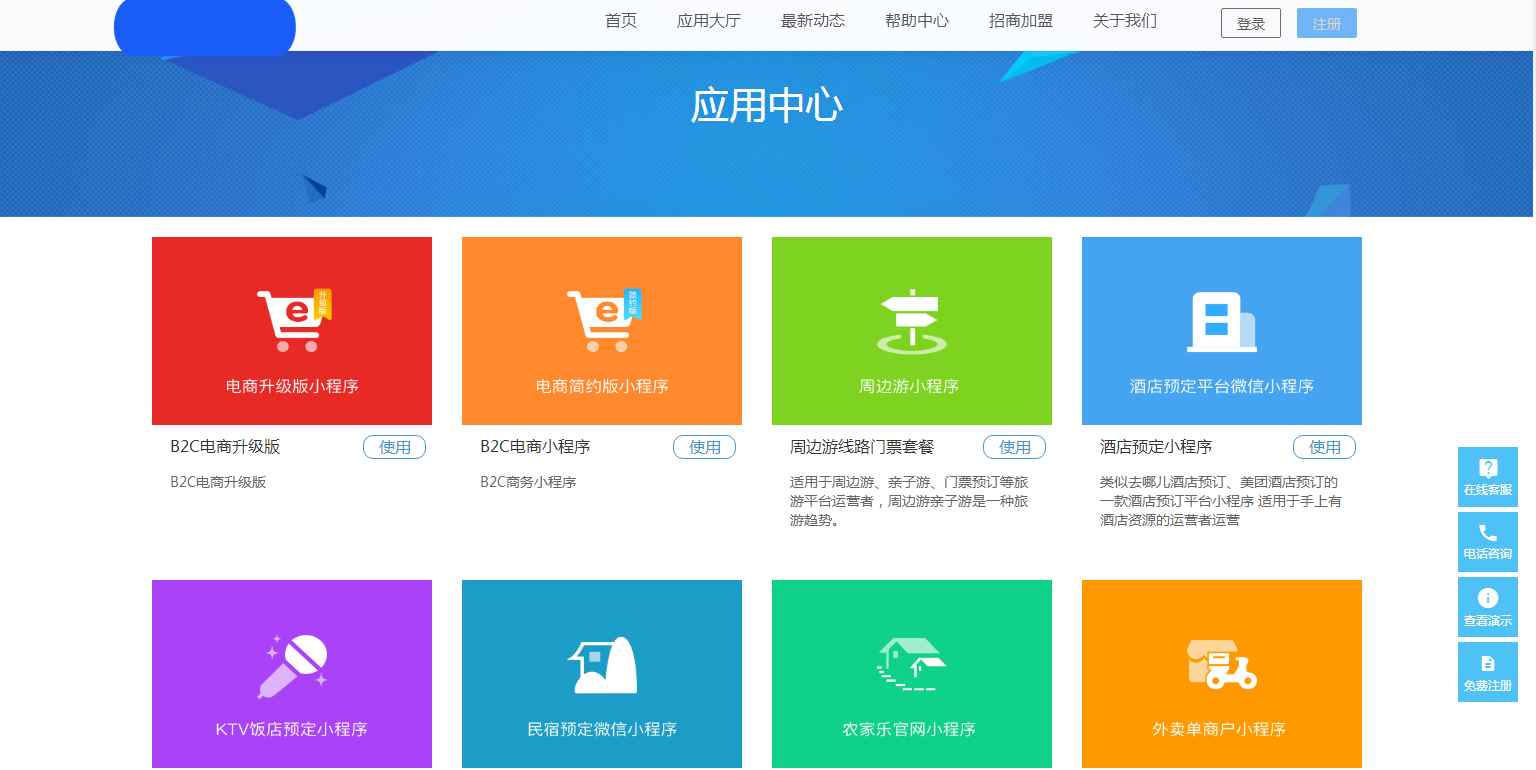 首页
应用大厅
最新动态
帮助中心
招商加盟
关于我们
登录
注册
应用中心
升级版
e
电商升级版小程序
简约版
e
电商简约版小程序
周边游小程序
酒店预定平台微信小程序
B2C电商升级版
使用
B2C电商升级版
B2C电商小程序
使用
B2C商务小程序
周边游线路门票套餐
使用
适用于周边游、亲子游、门票预订等旅
游平台运营者，周边游亲子游是一种旅
游趋势。
酒店预定小程序
使用
类似去哪儿酒店预订、美团酒店预订的
一款酒店预订平台小程序 适用于手上有
酒店资源的运营者运营
KTV饭店预定小程序
民宿预定微信小程序
农家乐官网小程序
外卖单商户小程序
在线客服
电话咨询
查看演示
免费注册